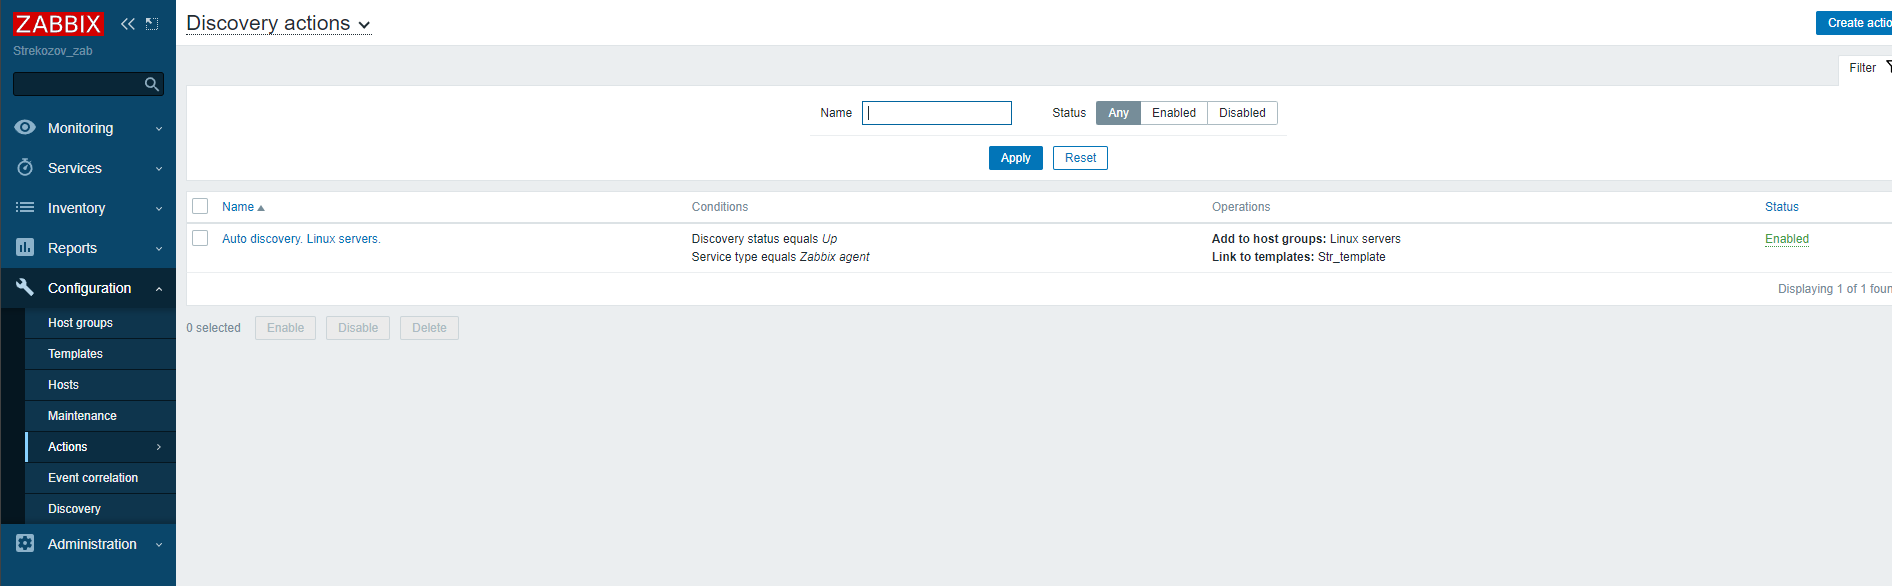 ZABBIX
Strekozov_zab
Monitoring
Services
Inventory
Reports
Configuration
Host groups
Templates
Hosts
Maintenance
Actions
Event correlation
Discovery
Administration
Discovery actions
Create actio
Filter
Name
Status Any Enabled Disabled
Apply Reset
Name Conditions Operations Status
Auto discovery. Linux servers. Discovery status equals Up Add to host groups: Linux servers Enabled
Service type equals Zabbix agent Link to templates: Str_template
Displaying 1 of 1 foun
0 selected Enable Disable Delete